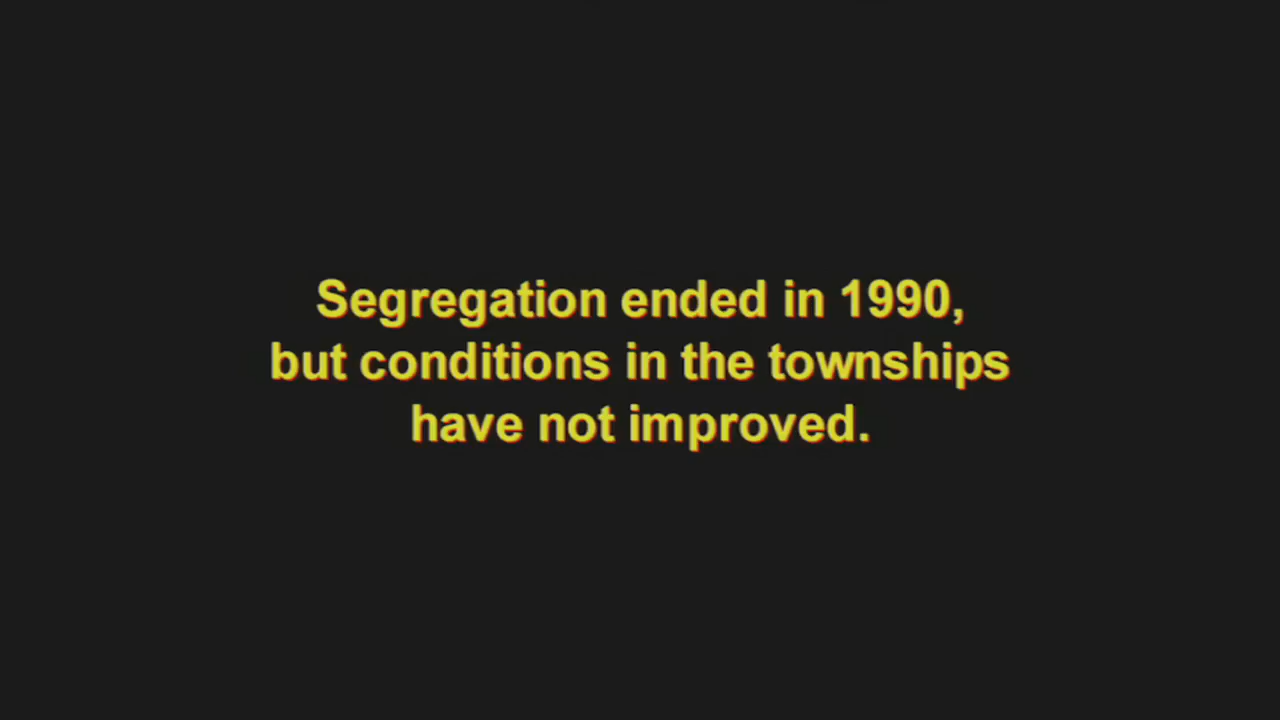 Segregation ended in 1990,
but conditions in the townships
have not improved.